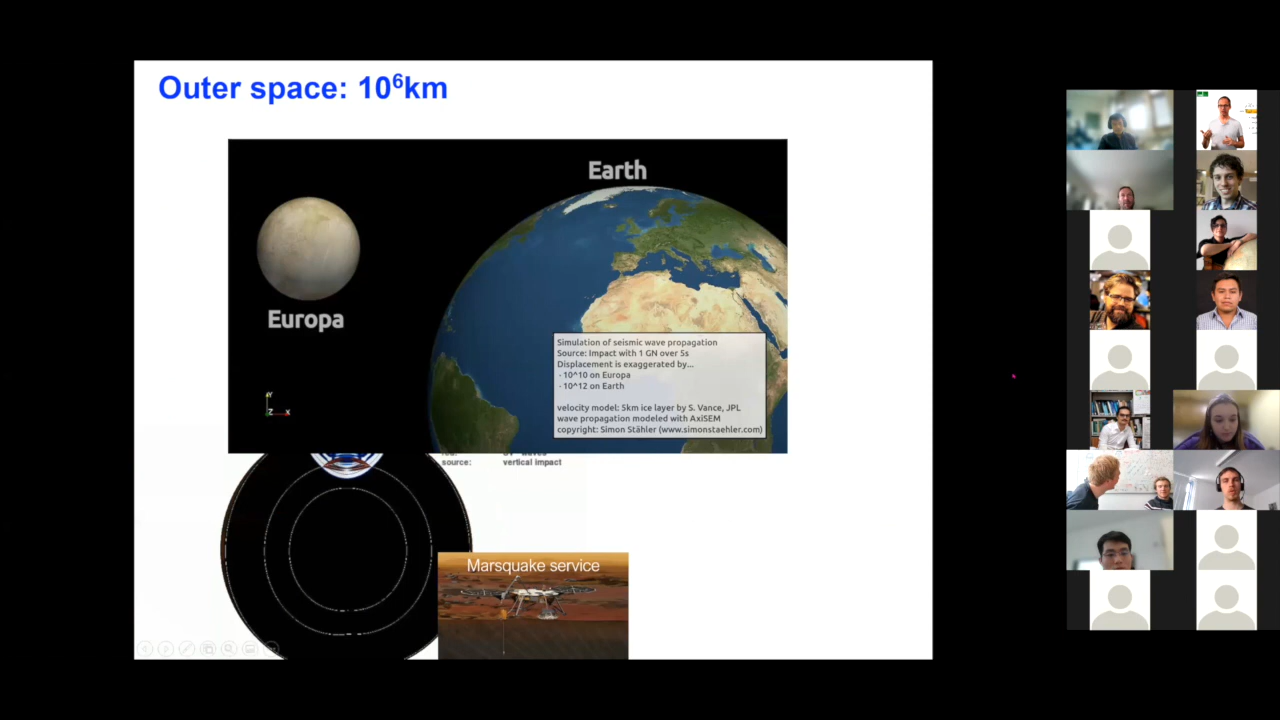 Outer space: 10⁶km
Earth
Europa
Simulation of seismic wave propagation
Source: Impact with 1 GN over 5s
Displacement is exaggerated by...
- 10^10 on Europa
- 10^12 on Earth
velocity model: 5km ice layer by S. Vance, JPL
wave propagation modeled with AxiSEM
copyright: Simon Stähler (www.simonstaehler.com)
Y
Z X
source: vertical impact
Marsquake service